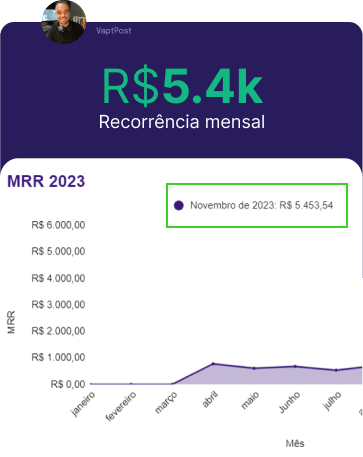 VaptPost
R$5.4k
Recorrência mensal
MRR 2023
Novembro de 2023: R$ 5.453,54
R$ 6.000,00
R$ 5.000,00
R$ 4.000,00
R$ 3.000,00
R$ 2.000,00
R$ 1.000,00
R$ 0,00
MRR
janeiro
fevereiro
março
abril
maio
Junho
julho
Mês